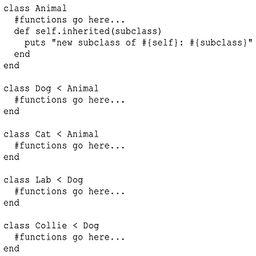 class Animal
  #functions go here...
  def self.inherited(subclass)
    puts "new subclass of #{self}: #{subclass}"
  end
end

class Dog < Animal
  #functions go here...
end

class Cat < Animal
  #functions go here...
end

class Lab < Dog
  #functions go here...
end

class Collie < Dog
  #functions go here...
end